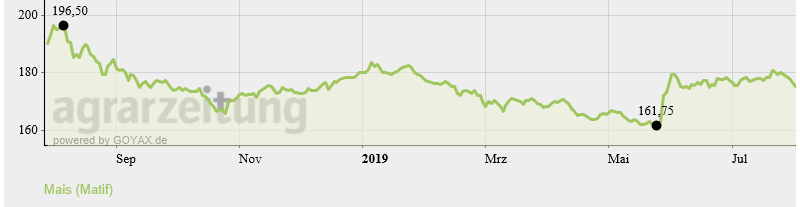 200
196,50
180
161,75
160
agrarzeitung
powered by GOYAX.de
Sep Nov 2019 Mrz Mai Jul
Mais (Matif)